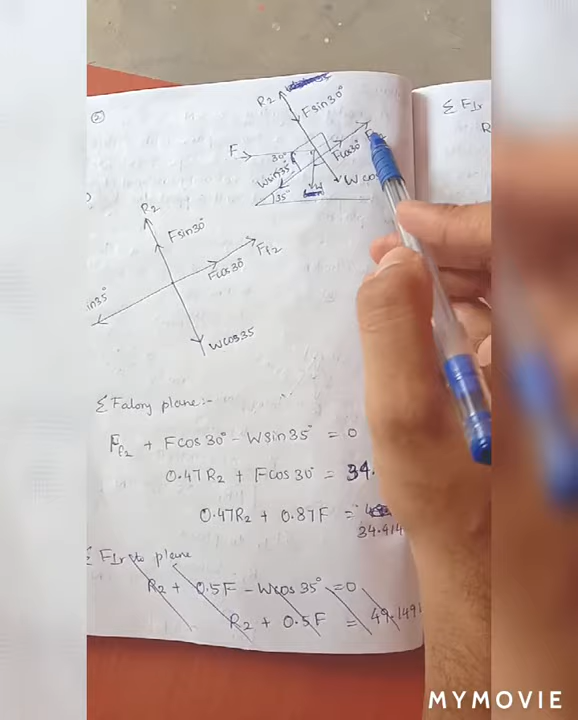 ②
R2
Fsin30°
F
30°
Fcos30°
Wsin35°
W
W co
35°
R2
Fsin30°
Ff2
Fcos30°
in35°
Wcos35
Σ Falong plane:-
Ff2 + Fcos30° - Wsin35° = 0
0.47R2 + Fcos30° = 34.
0.47R2 + 0.87F =
34.414
Σ F⊥r to plane
R2 + 0.5F - Wcos35° = 0
R2 + 0.5F = 49.149
Σ F⊥r
R
MYMOVIE